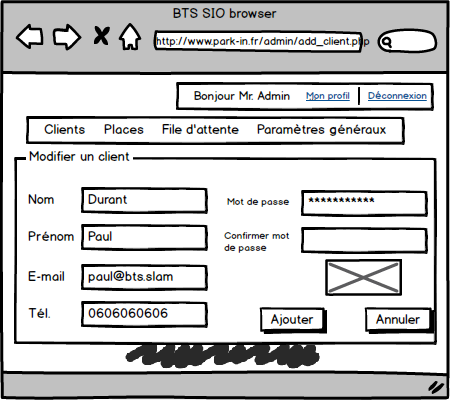 BTS SIO browser
http://www.park-in.fr/admin/add_client.php
Bonjour Mr. Admin Mon profil Déconnexion
Clients Places File d'attente Paramètres généraux
Modifier un client
Nom Durant Mot de passe ***********
Prénom Paul Confirmer mot
de passe
E-mail paul@bts.slam
Tél. 0606060606 Ajouter Annuler